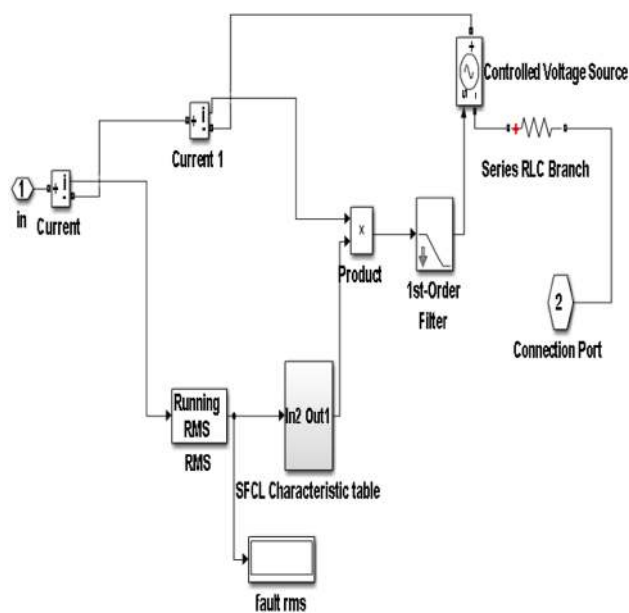 +
Controlled Voltage Source
s
-
+ i
-
Current 1
+
Series RLC Branch
1
in
+ i
-
Current
x
Product
1st-Order
Filter
2
Connection Port
Running
RMS
RMS
In2 Out1
SFCL Characteristic table
fault rms